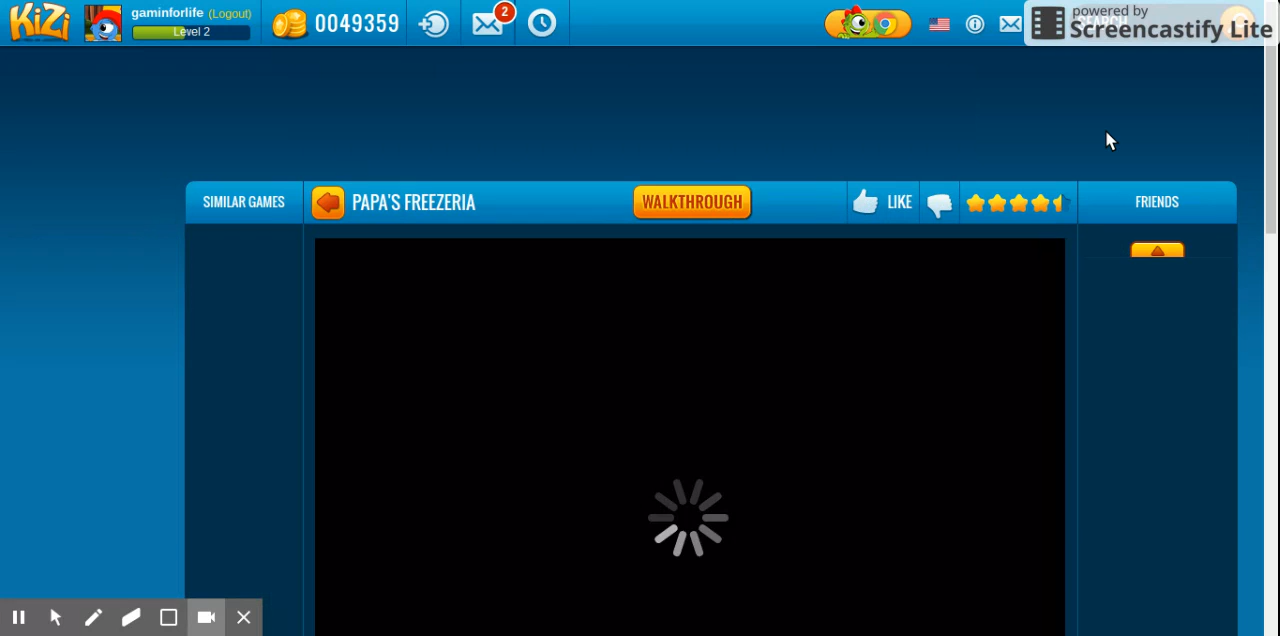 KiZi
gaminforlife (Logout)
Level 2
0049359
2
powered by
Screencastify Lite
SIMILAR GAMES
PAPA'S FREEZERIA
WALKTHROUGH
LIKE
FRIENDS